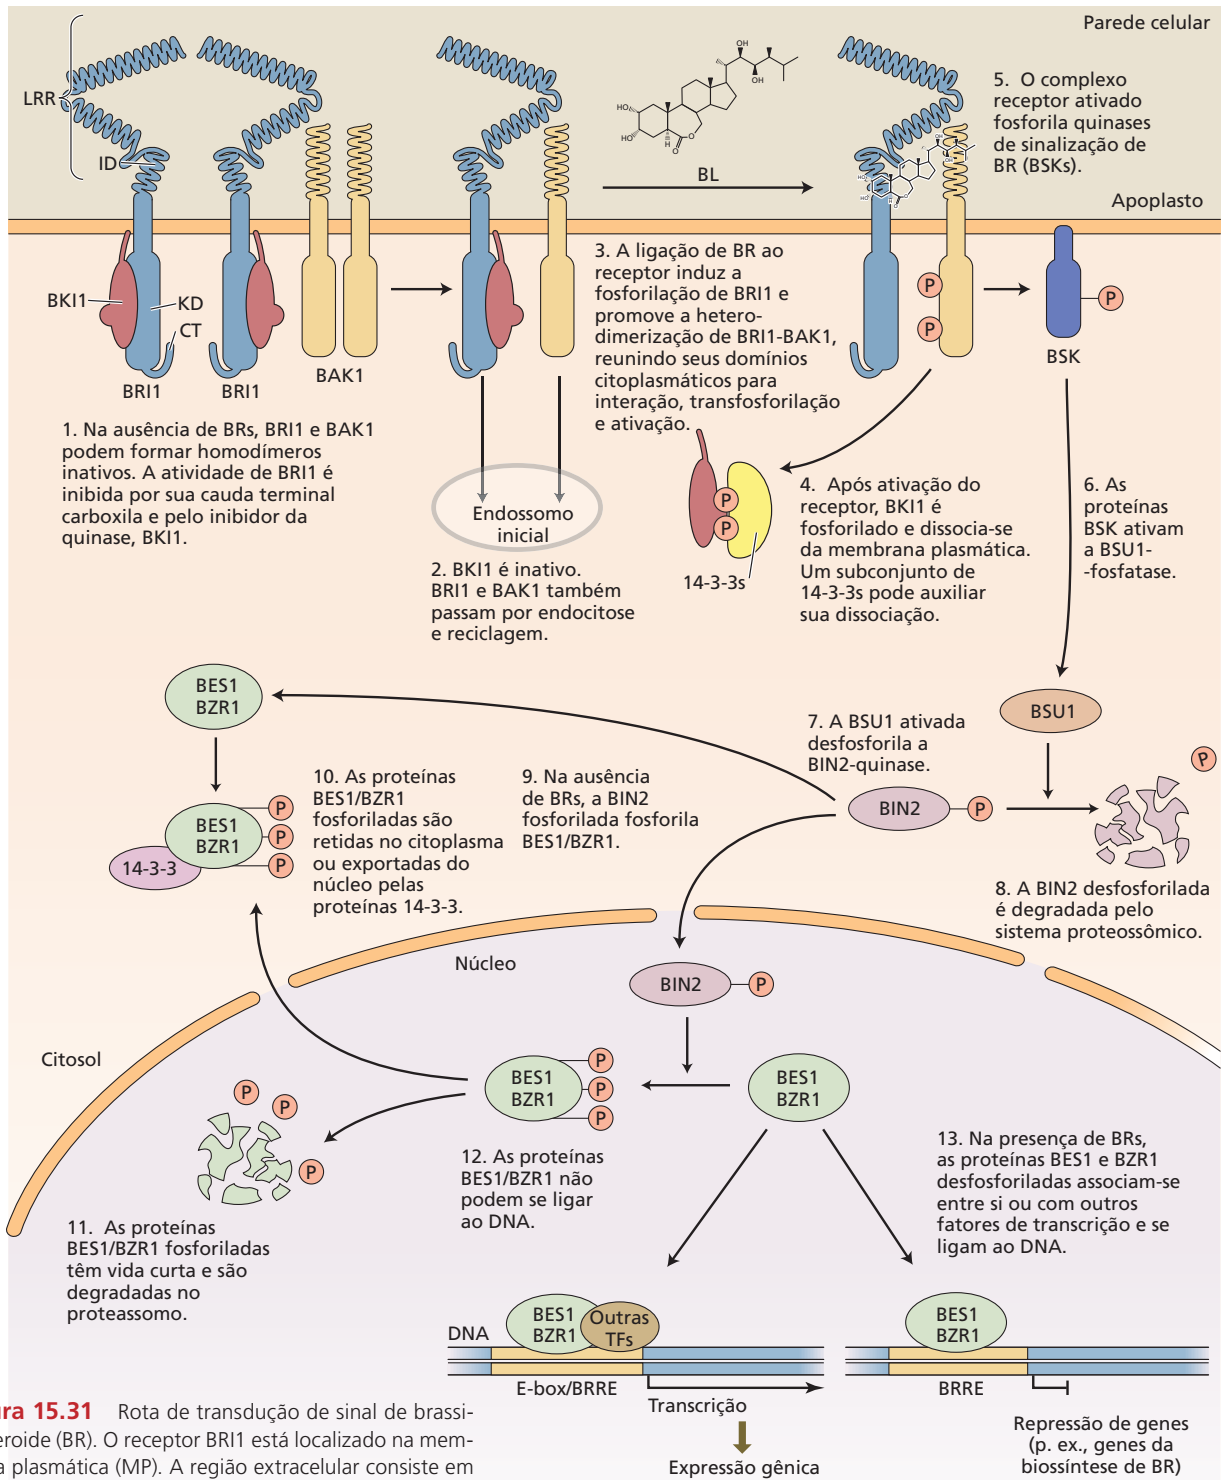 Parede celular
LRR
ID
OH
OH
HO
HO
H
O
O
BL
5. O complexo
receptor ativado
fosforila quinases
de sinalização de
BR (BSKs).
Apoplasto
BKI1
KD
CT
BRI1
BRI1
BAK1
P
P
P
BSK
1. Na ausência de BRs, BRI1 e BAK1
podem formar homodímeros
inativos. A atividade de BRI1 é
inibida por sua cauda terminal
carboxila e pelo inibidor da
quinase, BKI1.
Endossomo
inicial
2. BKI1 é inativo.
BRI1 e BAK1 também
passam por endocitose
e reciclagem.
3. A ligação de BR ao
receptor induz a
fosforilação de BRI1 e
promove a hetero-
dimerização de BRI1-BAK1,
reunindo seus domínios
citoplasmáticos para
interação, transfosforilação
e ativação.
P
P
14-3-3s
4. Após ativação do
receptor, BKI1 é
fosforilado e dissocia-se
da membrana plasmática.
Um subconjunto de
14-3-3s pode auxiliar
sua dissociação.
6. As
proteínas
BSK ativam
a BSU1-
-fosfatase.
BES1
BZR1
BSU1
7. A BSU1 ativada
desfosforila a
BIN2-quinase.
P
BIN2
P
8. A BIN2 desfosforilada
é degradada pelo
sistema proteossômico.
9. Na ausência
de BRs, a BIN2
fosforilada fosforila
BES1/BZR1.
10. As proteínas
BES1/BZR1
fosforiladas são
retidas no citoplasma
ou exportadas do
núcleo pelas
proteínas 14-3-3.
BES1
BZR1
P
P
P
14-3-3
Núcleo
Citosol
BIN2
P
BES1
BZR1
P
P
P
BES1
BZR1
P
P
P
11. As proteínas
BES1/BZR1 fosforiladas
têm vida curta e são
degradadas no
proteassomo.
12. As proteínas
BES1/BZR1 não
podem se ligar
ao DNA.
13. Na presença de BRs,
as proteínas BES1 e BZR1
desfosforiladas associam-se
entre si ou com outros
fatores de transcrição e se
ligam ao DNA.
DNA
BES1
BZR1
Outras
TFs
E-box/BRRE
Transcrição
Expressão gênica
BES1
BZR1
BRRE
Repressão de genes
(p. ex., genes da
biossíntese de BR)
ura 15.31 Rota de transdução de sinal de brassi-
eroide (BR). O receptor BRI1 está localizado na mem-
a plasmática (MP). A região extracelular consiste em